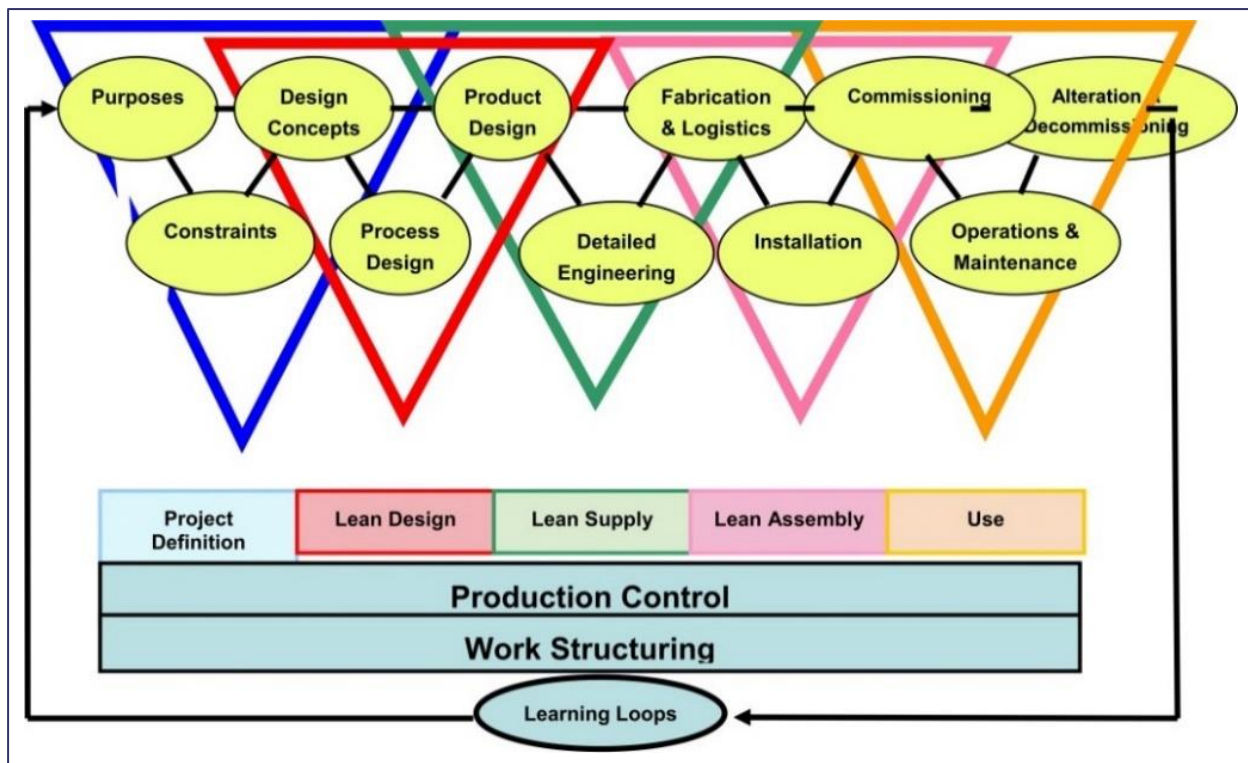 Purposes
Design
Concepts
Product
Design
Fabrication
& Logistics
Commissioning
Alteration
Decommissioning
Constraints
Process
Design
Detailed
Engineering
Installation
Operations &
Maintenance
Project
Definition
Lean Design
Lean Supply
Lean Assembly
Use
Production Control
Work Structuring
Learning Loops